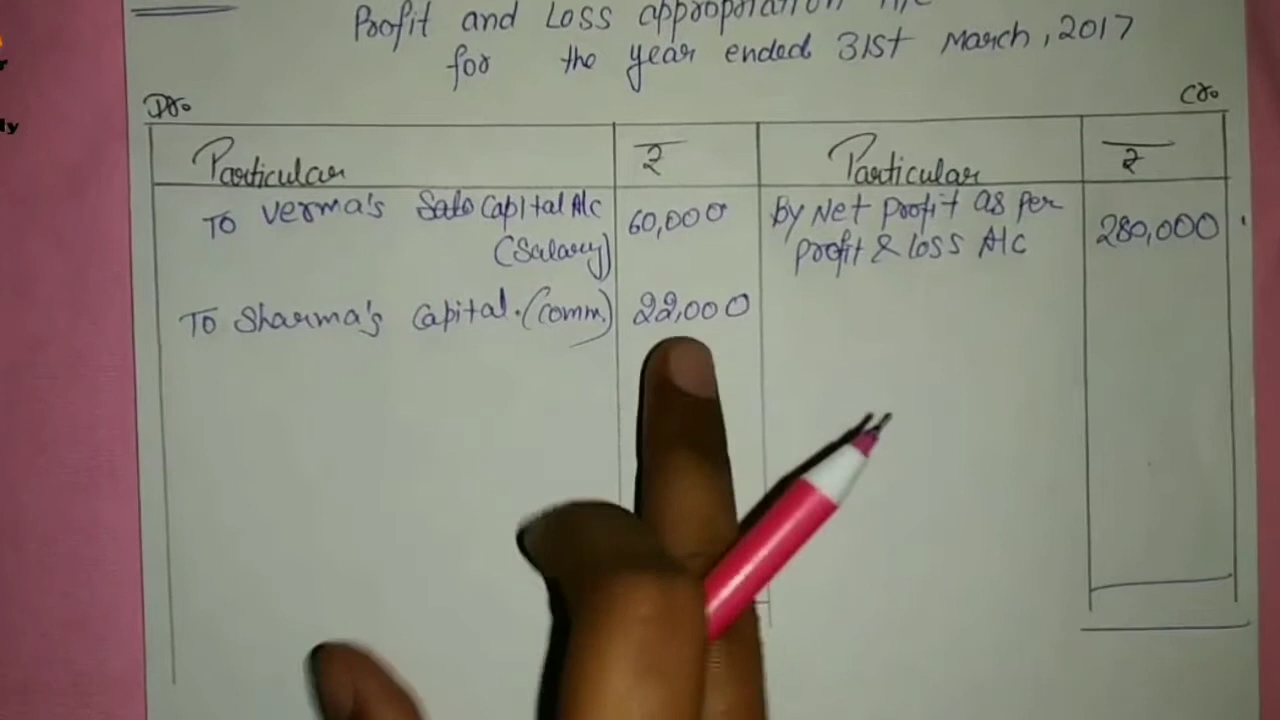 Profit and Loss appropriation A/c
for the year ended 31st March, 2017
Dr. Cr.
Particular ₹ Particular ₹
To Verma's Capital A/c 60,000 By Net profit as per 280,000
(Salary) profit & loss A/c
To Sharma's Capital. (Comm.) 22,000
ly